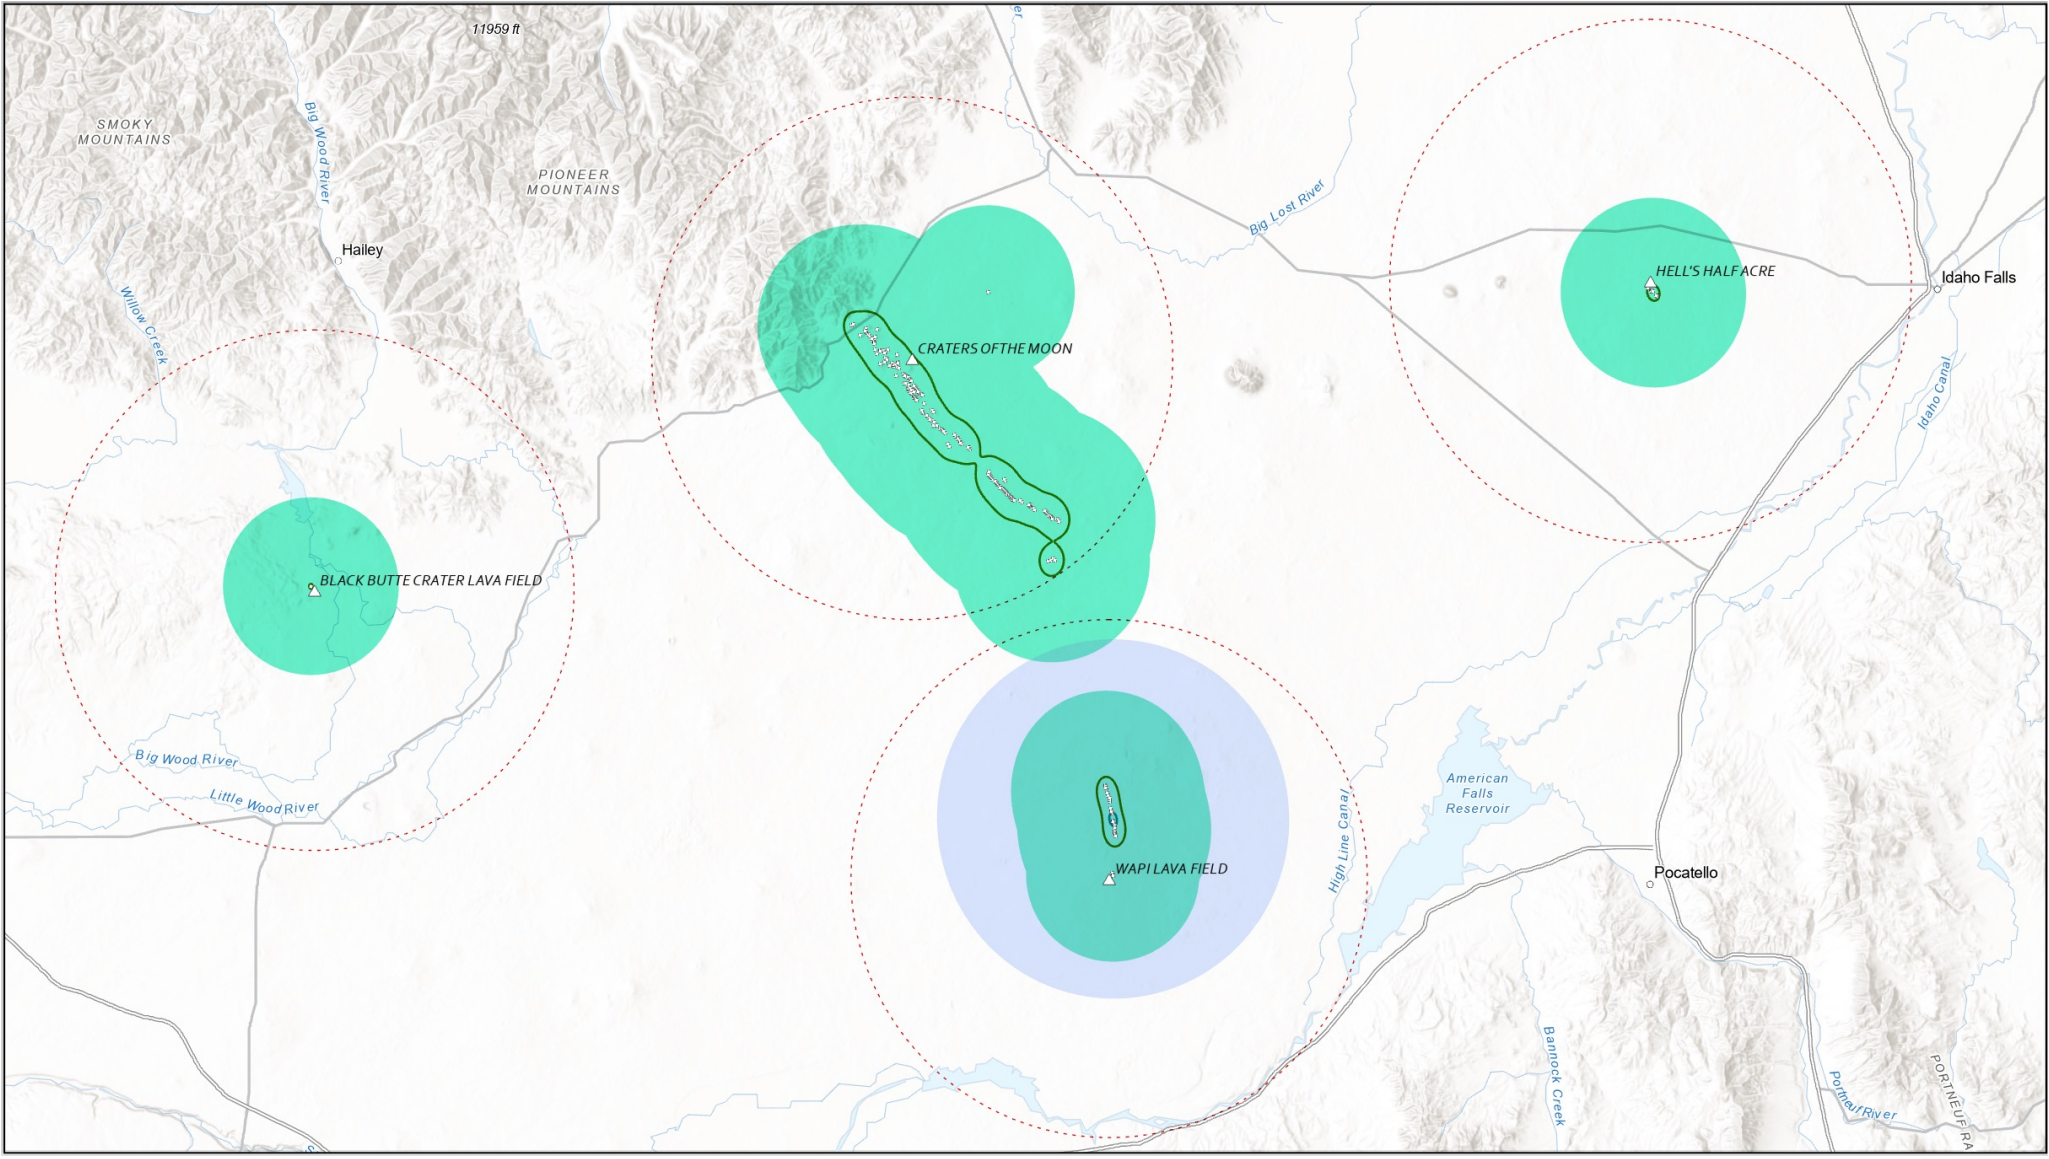 11959 ft
er
SMOKY
MOUNTAINS
Big Wood River
PIONEER
MOUNTAINS
Big Lost River
Hailey
HELL'S HALF ACRE
Idaho Falls
Willow Creek
CRATERS OF THE MOON
Idaho Canal
BLACK BUTTE CRATER LAVA FIELD
Big Wood River
Little Wood River
American
Falls
Reservoir
High Line Canal
WAPI LAVA FIELD
Pocatello
Bannock Creek
Portneuf River
PORTNEUF RA
S